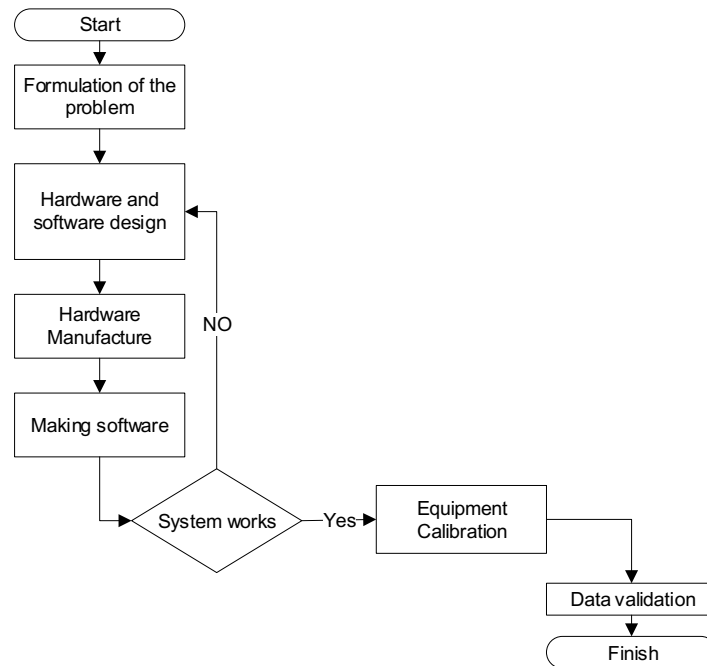 Start
Formulation of the
problem
Hardware and
software design
Hardware
Manufacture
NO
Making software
System works
Yes
Equipment
Calibration
Data validation
Finish